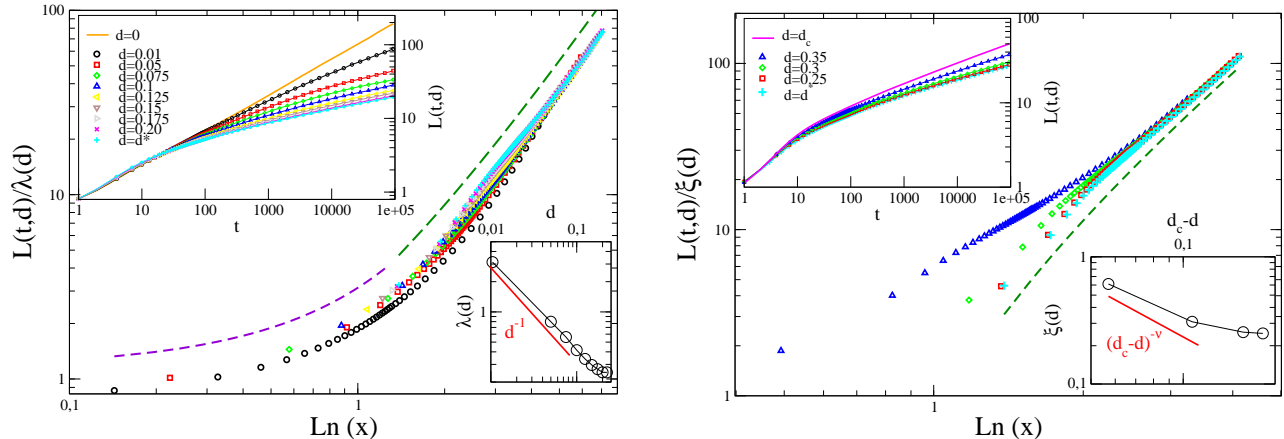 L(t,d)/λ(d)
100
10
1
0,1
1
Ln (x)
d=0
d=0.01
d=0.05
d=0.075
d=0.1
d=0.125
d=0.15
d=0.175
d=0.20
d=d*
1
10
100
1000
10000
1e+05
t
100
10
1
L(t,d)
d
0,01
0,1
λ(d)
1
d⁻¹
L(t,d)/ξ(d)
100
10
1
1
Ln (x)
d=d_c
d=0.35
d=0.3
d=0.25
d=d*
1
10
100
1000
10000
1e+05
t
100
10
1
L(t,d)
d_c-d
0,1
ξ(d)
1
0,1
(d_c-d)^-ν